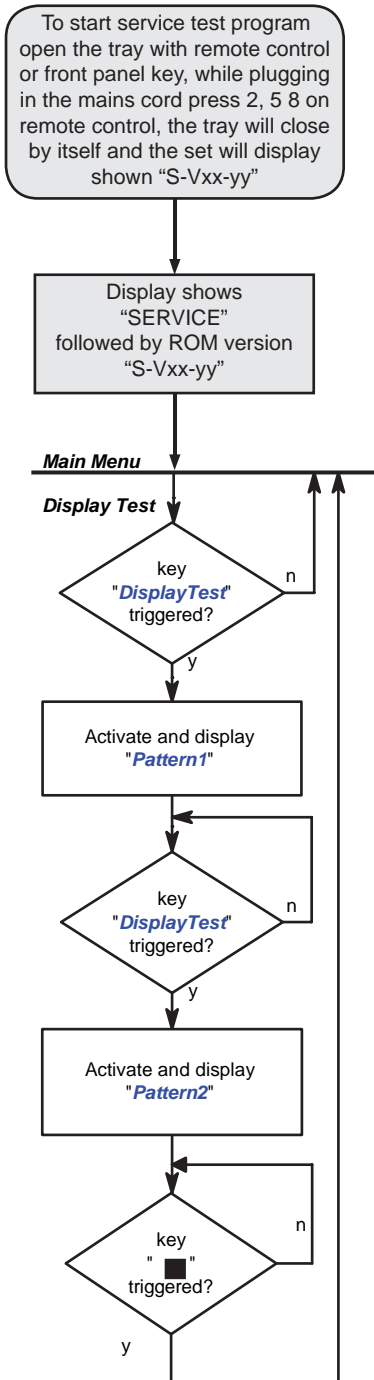 To start service test program
open the tray with remote control
or front panel key, while plugging
in the mains cord press 2, 5 8 on
remote control, the tray will close
by itself and the set will display
shown “S-Vxx-yy”
Display shows
“SERVICE”
followed by ROM version
“S-Vxx-yy”
Main Menu
Display Test
key
"DisplayTest"
triggered?
n
y
Activate and display
"Pattern1"
key
"DisplayTest"
triggered?
n
y
Activate and display
"Pattern2"
key
" ■ "
triggered?
n
y